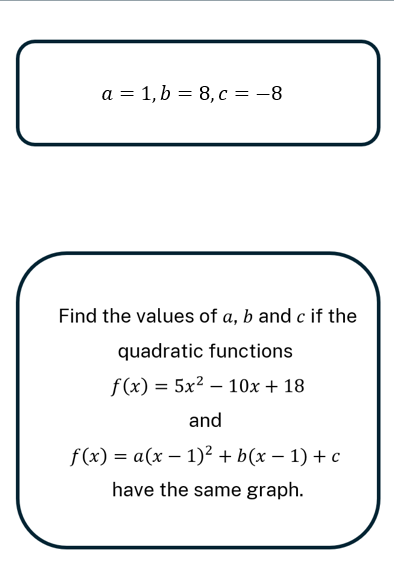 a = 1, b = 8, c = −8
Find the values of a, b and c if the
quadratic functions
f(x) = 5x² − 10x + 18
and
f(x) = a(x − 1)² + b(x − 1) + c
have the same graph.